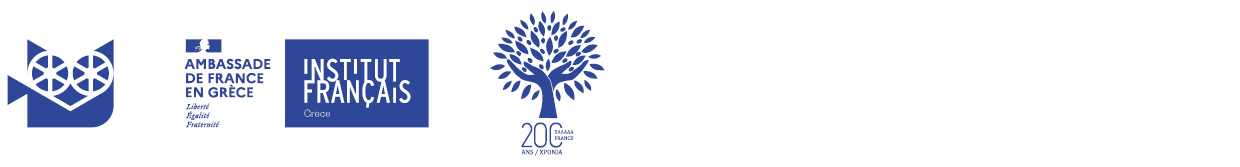 AMBASSADE
DE FRANCE
EN GRÈCE
Liberté
Égalité
Fraternité
INSTITUT
FRANÇAIS
Grèce
200
ΕΛΛΑΔΑ
FRANCE
ANS / ΧΡΟΝΙΑ